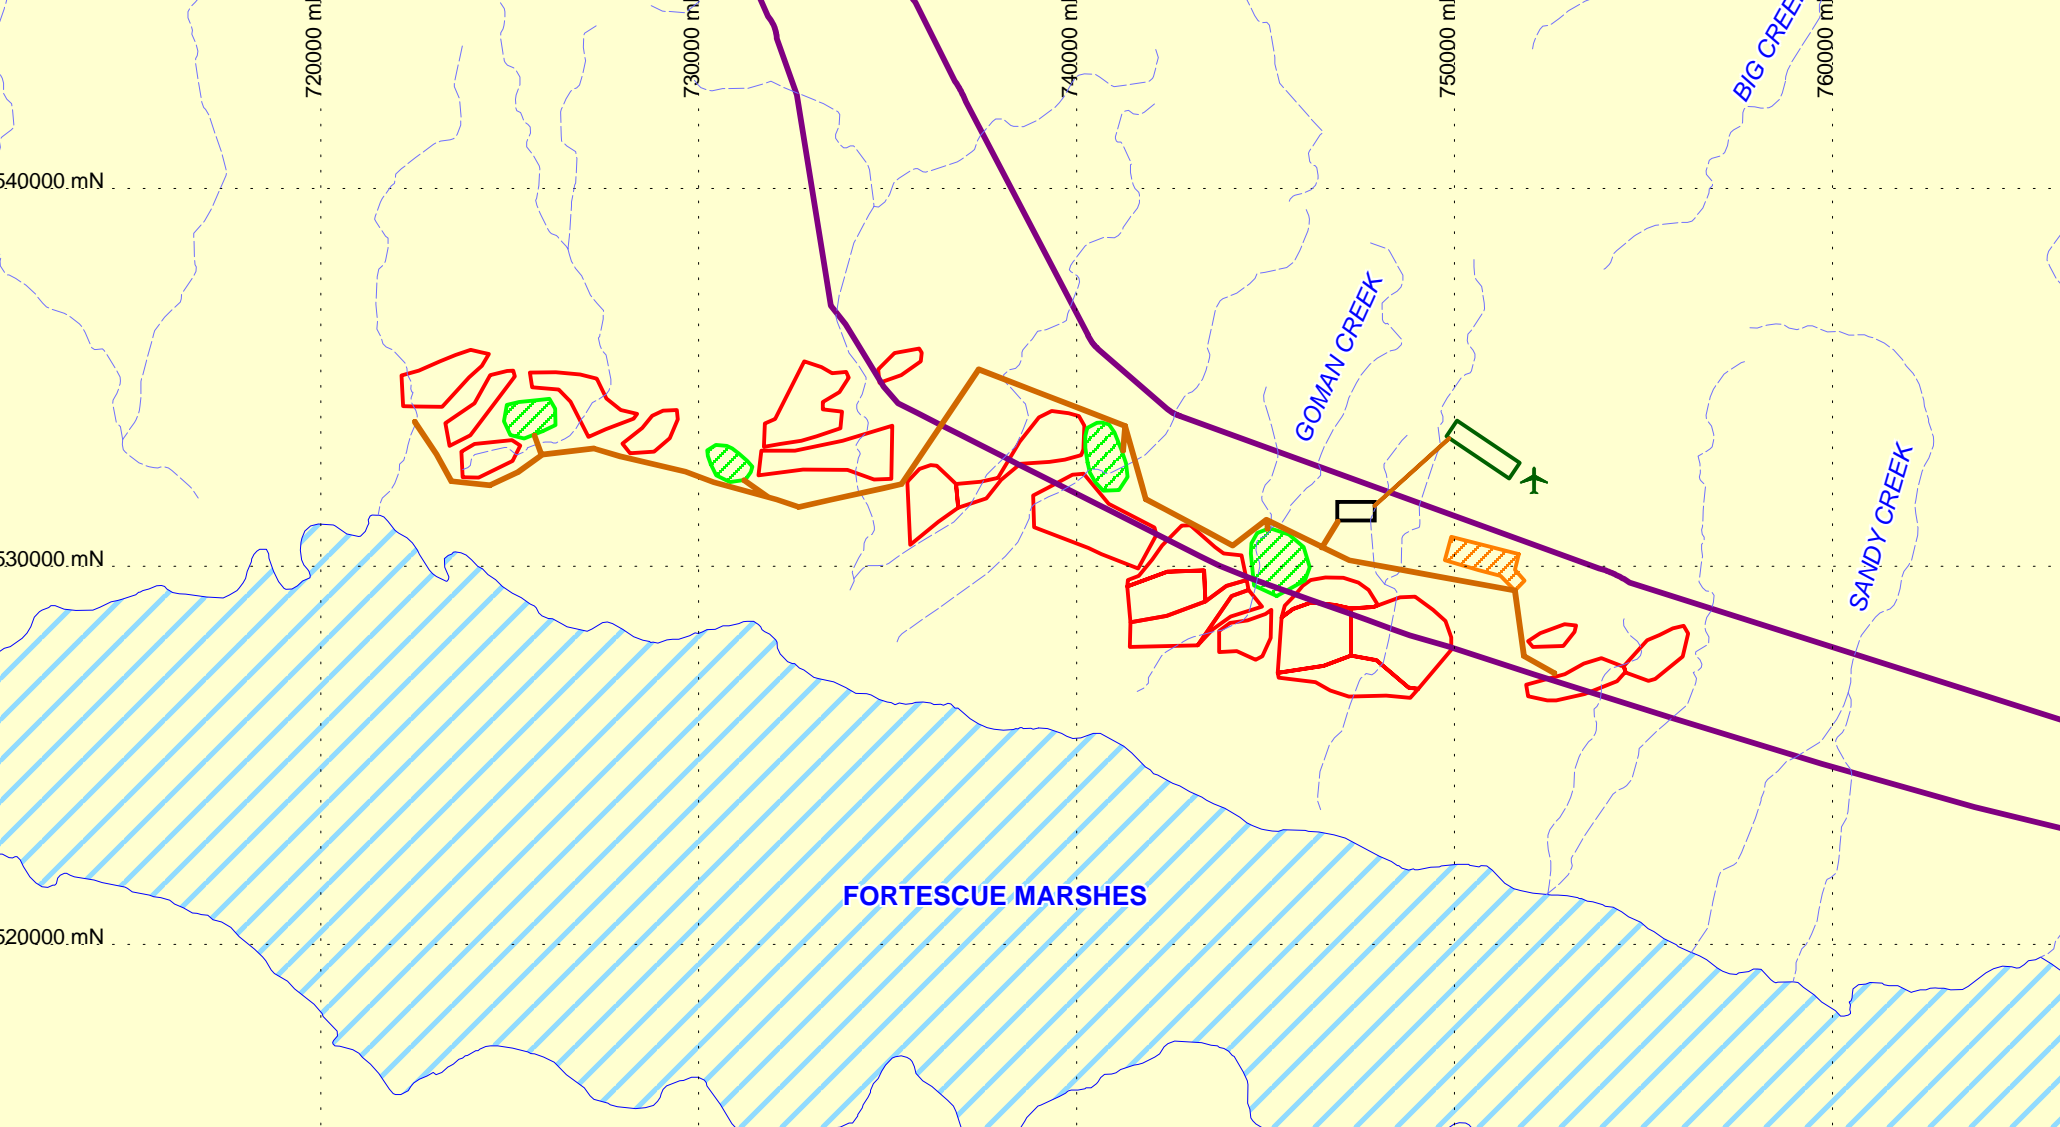 720000 mE
730000 mE
740000 mE
750000 mE
760000 mE
BIG CREEK
540000 mN
GOMAN CREEK
SANDY CREEK
530000 mN
FORTESCUE MARSHES
520000 mN